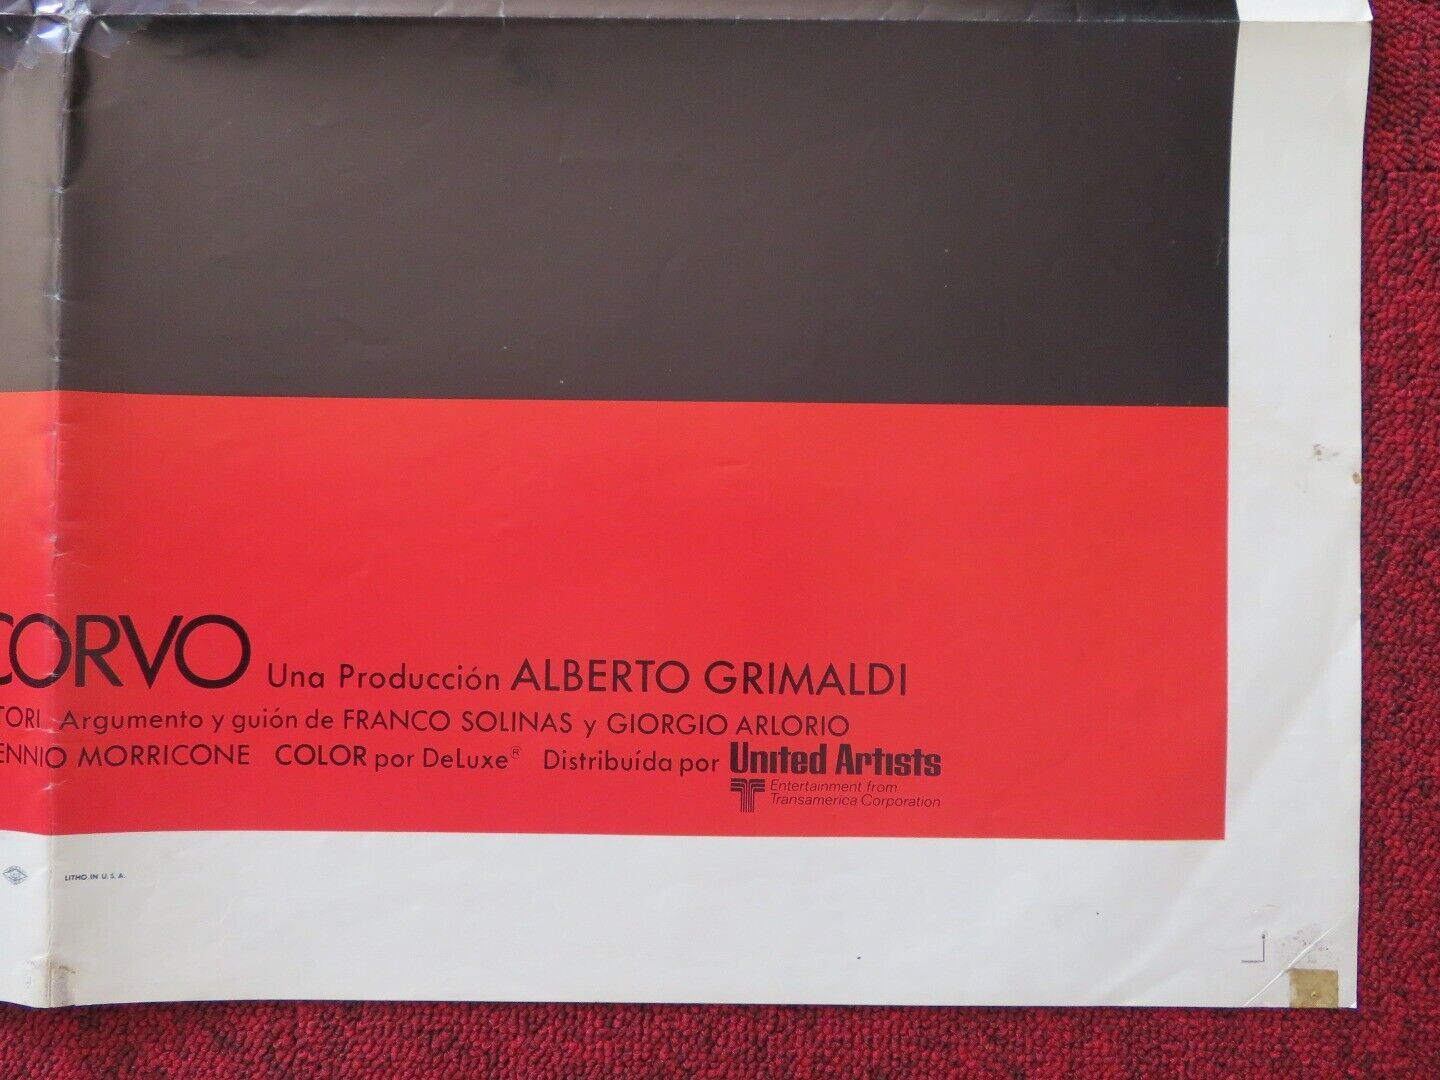 CORVO Una Producción ALBERTO GRIMALDI
TORI Argumento y guión de FRANCO SOLINAS y GIORGIO ARLORIO
ENNIO MORRICONE COLOR por DeLuxe® Distribuída por United Artists
Entertainment from
Transamerica Corporation
LITHO. IN U. S. A.